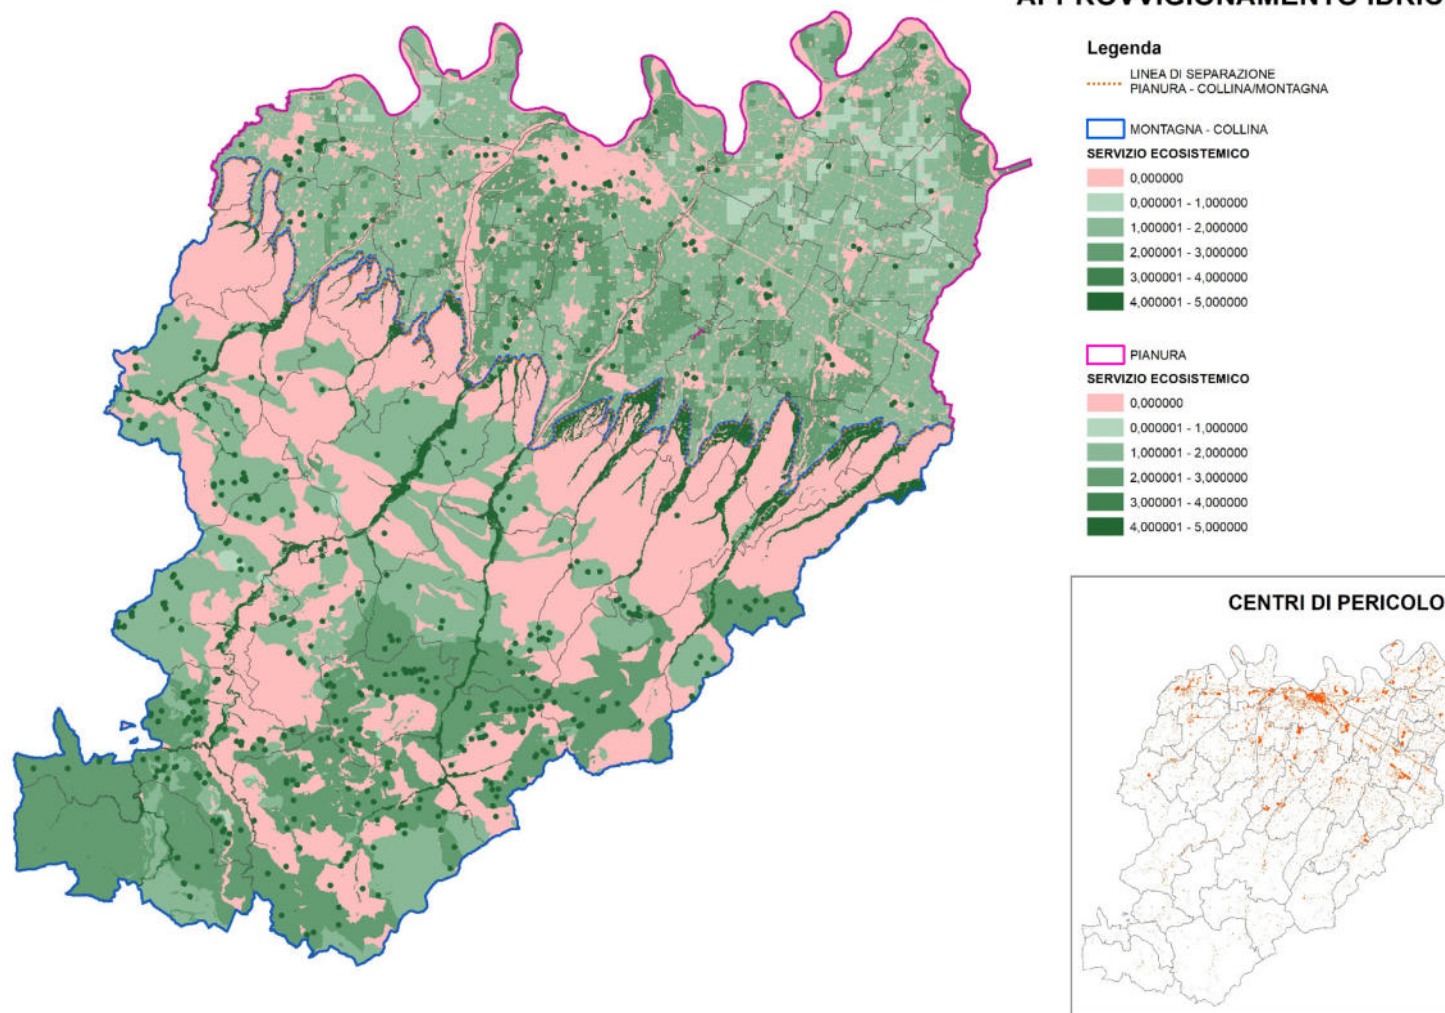 APPROVVIGIONAMENTO IDRIC
Legenda
LINEA DI SEPARAZIONE
PIANURA - COLLINA/MONTAGNA
MONTAGNA - COLLINA
SERVIZIO ECOSISTEMICO
0,000000
0,000001 - 1,000000
1,000001 - 2,000000
2,000001 - 3,000000
3,000001 - 4,000000
4,000001 - 5,000000
PIANURA
SERVIZIO ECOSISTEMICO
0,000000
0,000001 - 1,000000
1,000001 - 2,000000
2,000001 - 3,000000
3,000001 - 4,000000
4,000001 - 5,000000
CENTRI DI PERICOLO